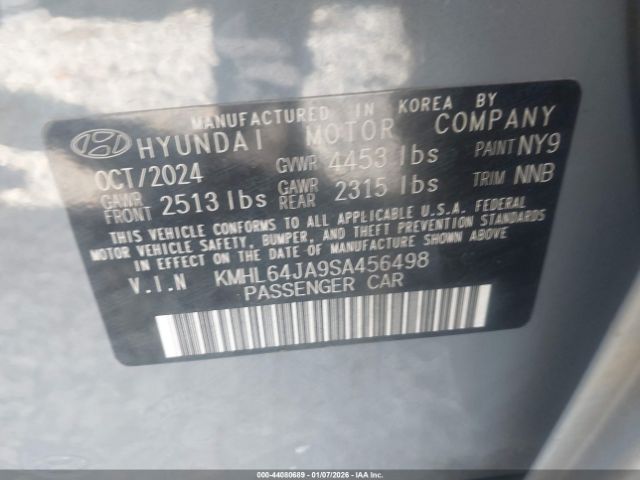 MANUFACTURED IN KOREA BY
HYUNDAI MOTOR COMPANY
OCT/2024 GVWR 4453 lbs PAINT NY9
GAWR FRONT 2513 lbs GAWR REAR 2315 lbs TRIM NNB
THIS VEHICLE CONFORMS TO ALL APPLICABLE U.S.A. FEDERAL
MOTOR VEHICLE SAFETY, BUMPER, AND THEFT PREVENTION STANDARDS
IN EFFECT ON THE DATE OF MANUFACTURE SHOWN ABOVE
V.I.N KMHL64JA9SA456498
PASSENGER CAR
000-44080689 01/07/2026 IAAI.COM